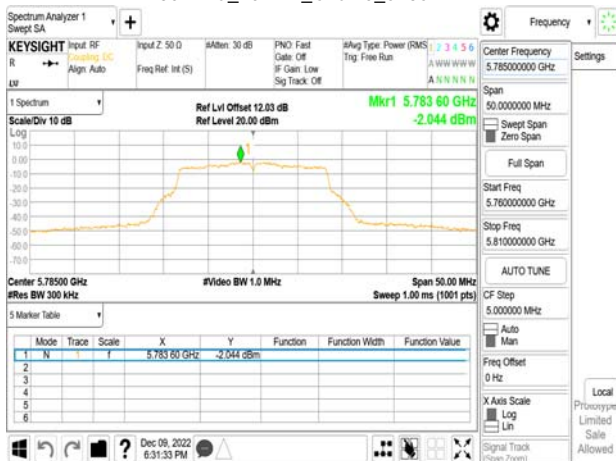 Spectrum Analyzer 1
Swept SA
Frequency
KEYSIGHT
R
Input: RF
Coupling: DC
Align: Auto
Input Z: 50 Ω
Freq Ref: Int (S)
#Atten: 30 dB
PNO: Fast
Gate: Off
IF Gain: Low
Sig Track: Off
#Avg Type: Power (RMS
Trig: Free Run
1 2 3 4 5 6
A WW W W W
A N N N N N
LXI
1 Spectrum
Scale/Div 10 dB
Ref Lvl Offset 12.03 dB
Ref Level 20.00 dBm
Mkr1 5.783 60 GHz
-2.044 dBm
Log
10.0
0.00
-10.0
-20.0
-30.0
-40.0
-50.0
-60.0
-70.0
1
Center 5.78500 GHz
#Res BW 300 kHz
#Video BW 1.0 MHz
Span 50.00 MHz
Sweep 1.00 ms (1001 pts)
5 Marker Table
Mode Trace Scale X Y Function Function Width Function Value
1 N 1 f 5.783 60 GHz -2.044 dBm
2
3
4
5
6
Dec 09, 2022
6:31:33 PM
Center Frequency
5.785000000 GHz
Span
50.0000000 MHz
Swept Span
Zero Span
Full Span
Start Freq
5.760000000 GHz
Stop Freq
5.810000000 GHz
AUTO TUNE
CF Step
5.000000 MHz
Auto
Man
Freq Offset
0 Hz
X Axis Scale
Log
Lin
Signal Track
(Span Zoom)
Settings
Local
Prototype
Limited
Sale
Allowed